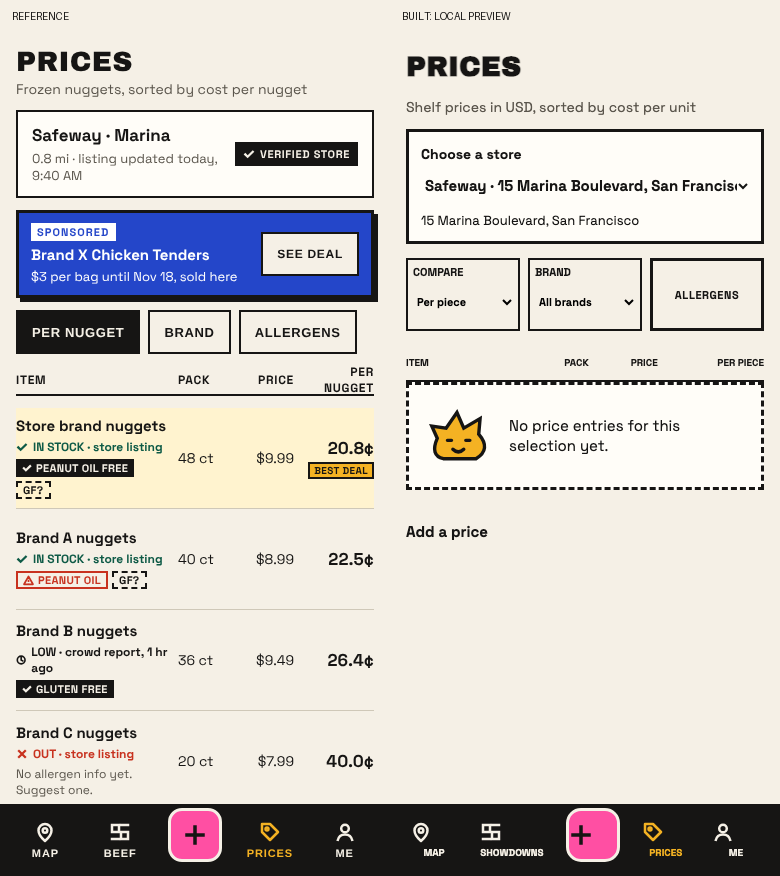 REFERENCE
PRICES
Frozen nuggets, sorted by cost per nugget
Safeway · Marina
0.8 mi · listing updated today,
9:40 AM
VERIFIED STORE
SPONSORED
Brand X Chicken Tenders
$3 per bag until Nov 18, sold here
SEE DEAL
PER NUGGET
BRAND
ALLERGENS
ITEM PACK PRICE PER
NUGGET
Store brand nuggets
IN STOCK · store listing
PEANUT OIL FREE
GF?
48 ct $9.99 20.8¢
BEST DEAL
Brand A nuggets
IN STOCK · store listing
PEANUT OIL GF?
40 ct $8.99 22.5¢
Brand B nuggets
LOW · crowd report, 1 hr
ago
GLUTEN FREE
36 ct $9.49 26.4¢
Brand C nuggets
OUT · store listing
No allergen info yet.
Suggest one.
20 ct $7.99 40.0¢
MAP BEEF PRICES ME
BUILT: LOCAL PREVIEW
PRICES
Shelf prices in USD, sorted by cost per unit
Choose a store
Safeway · 15 Marina Boulevard, San Francis
15 Marina Boulevard, San Francisco
COMPARE
Per piece
BRAND
All brands
ALLERGENS
ITEM PACK PRICE PER PIECE
No price entries for this
selection yet.
Add a price
MAP SHOWDOWNS PRICES ME